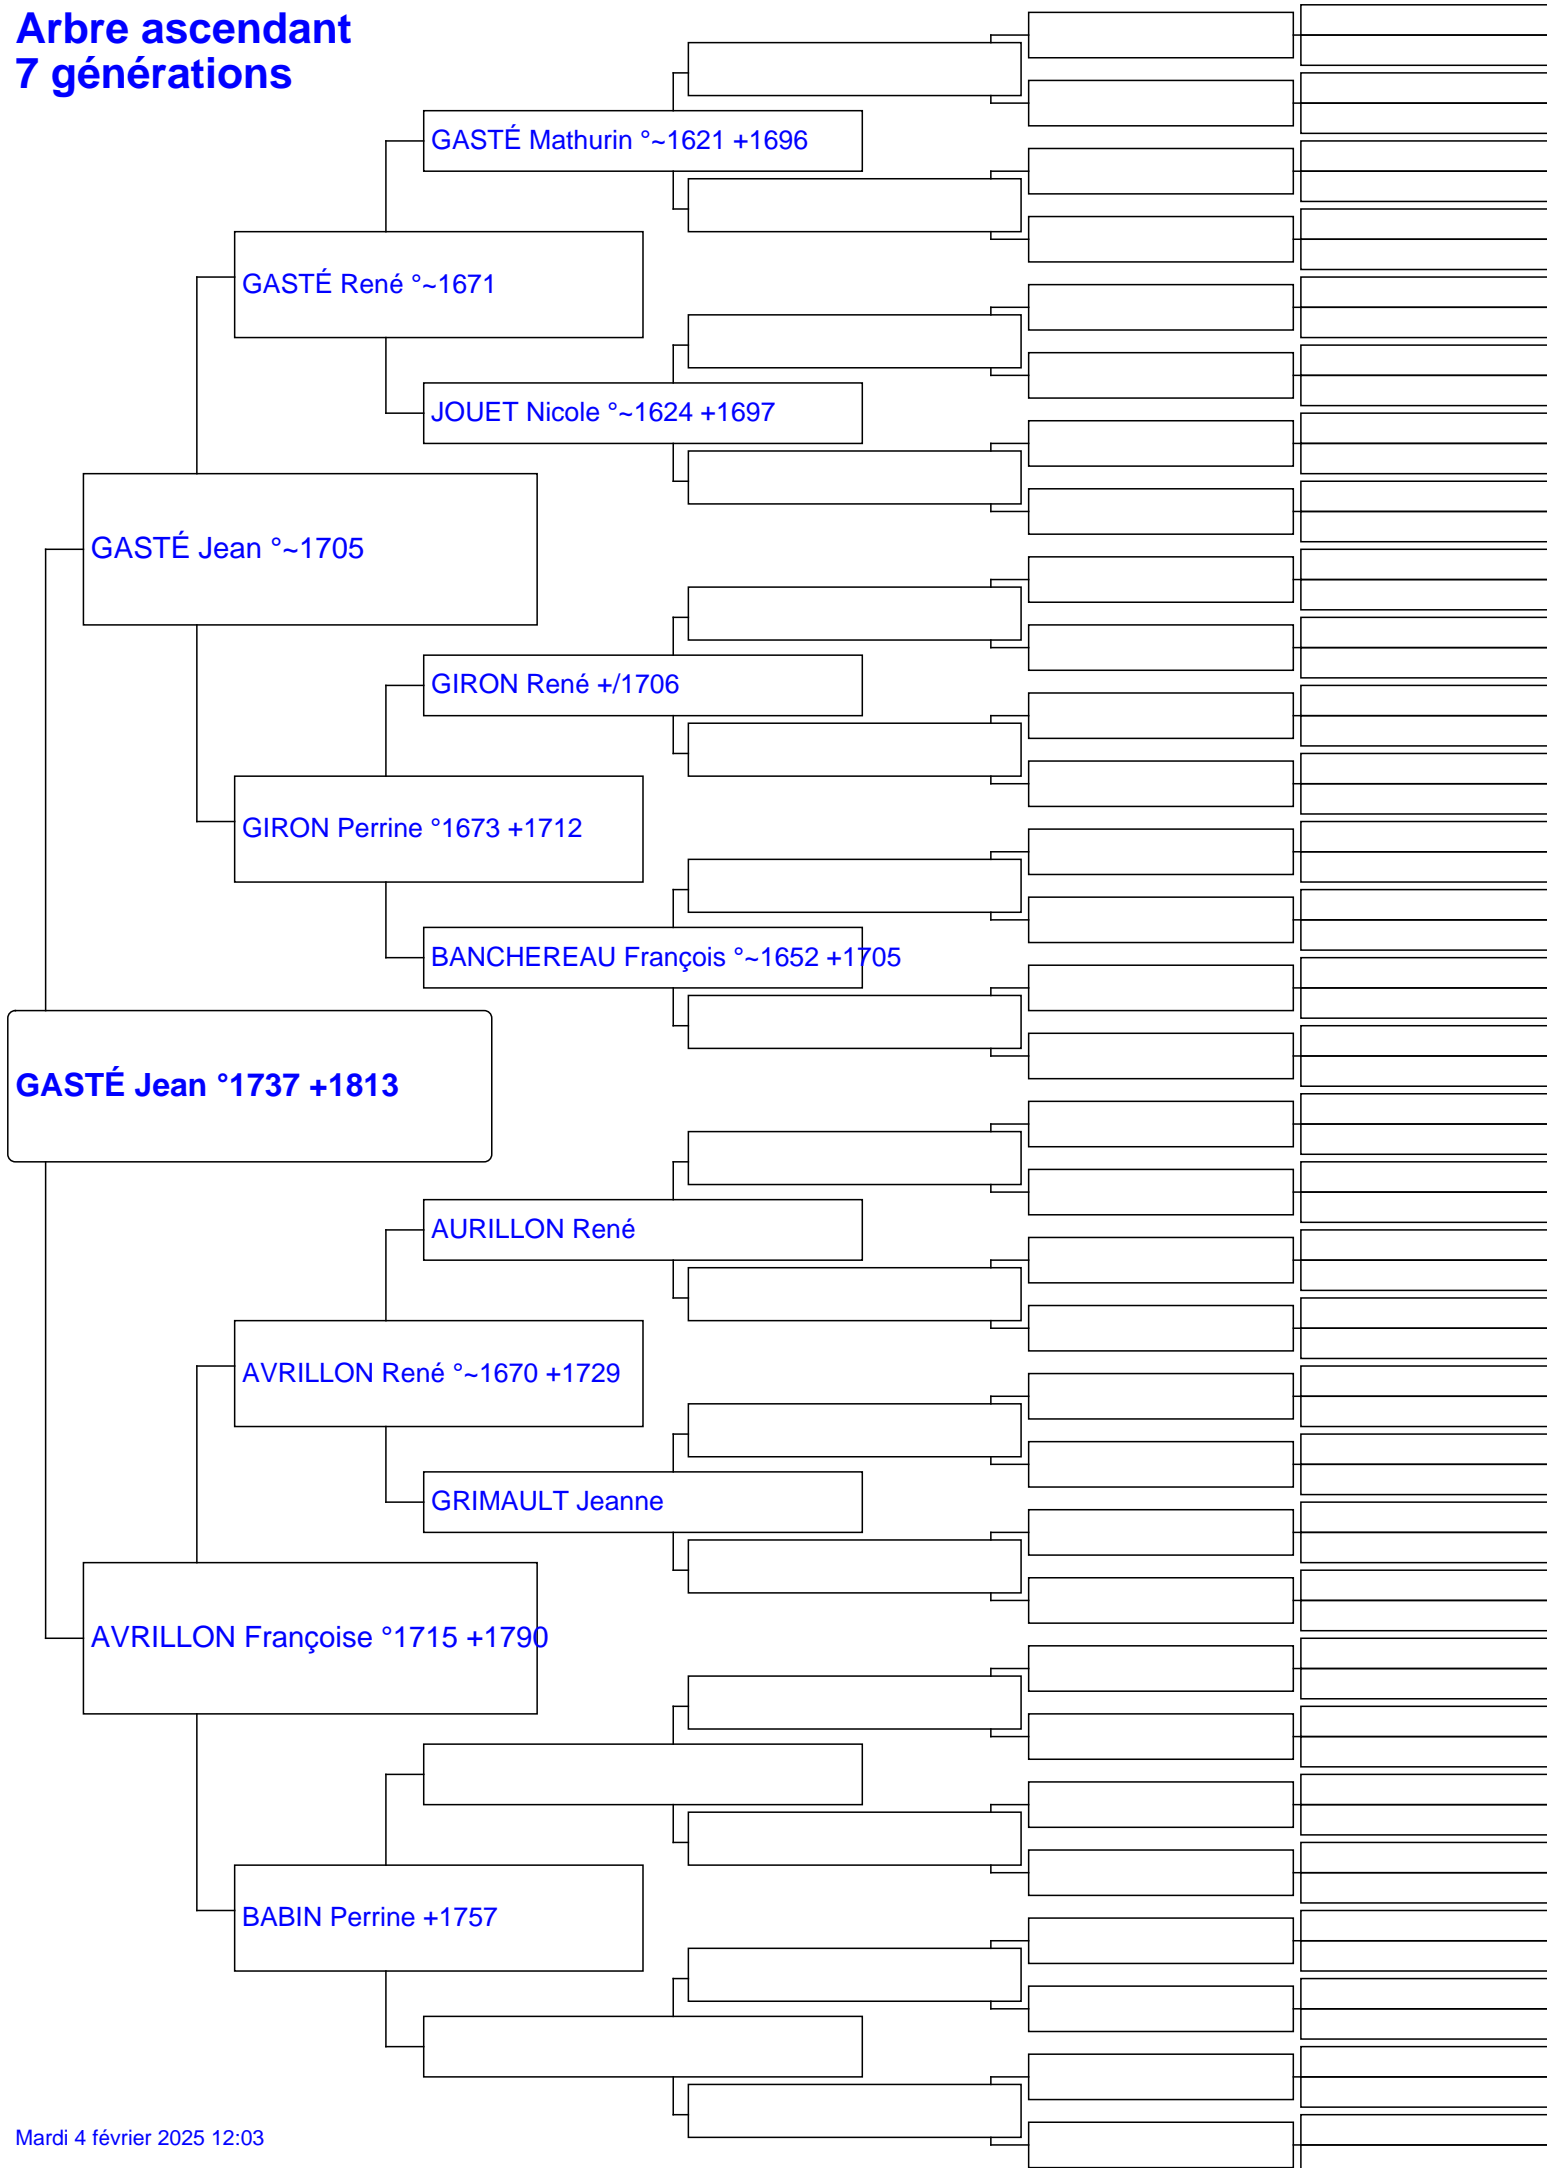 Arbre ascendant
7 générations
GASTÉ Mathurin °~1621 +1696
GASTÉ René °~1671
JOUET Nicole °~1624 +1697
GASTÉ Jean °~1705
GIRON René +/1706
GIRON Perrine °1673 +1712
BANCHEREAU François °~1652 +1705
GASTÉ Jean °1737 +1813
AURILLON René
AVRILLON René °~1670 +1729
GRIMAULT Jeanne
AVRILLON Françoise °1715 +1790
BABIN Perrine +1757
Mardi 4 février 2025 12:03